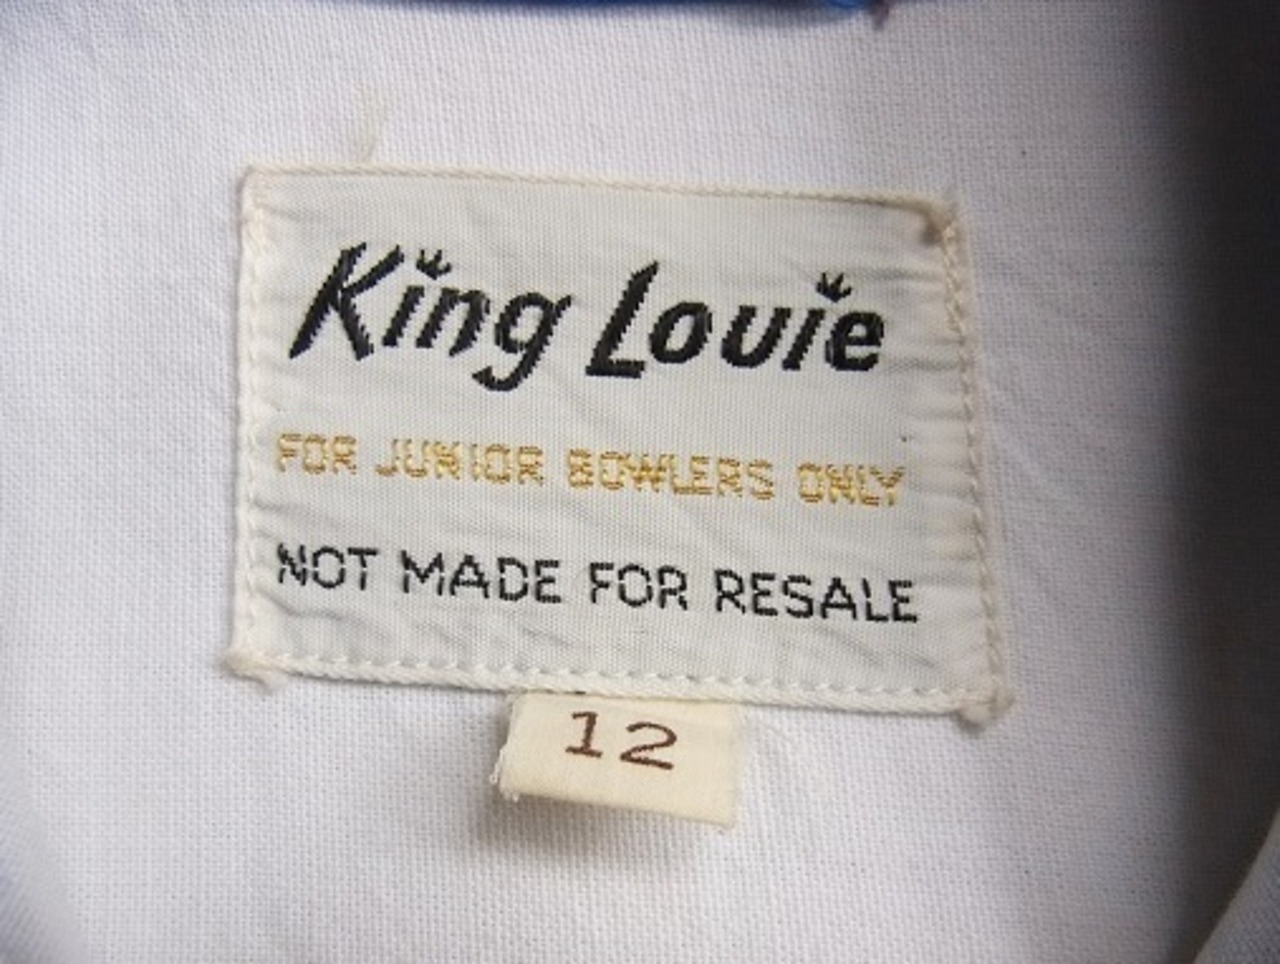 King Louie
FOR JUNIOR BOWLERS ONLY
NOT MADE FOR RESALE
12